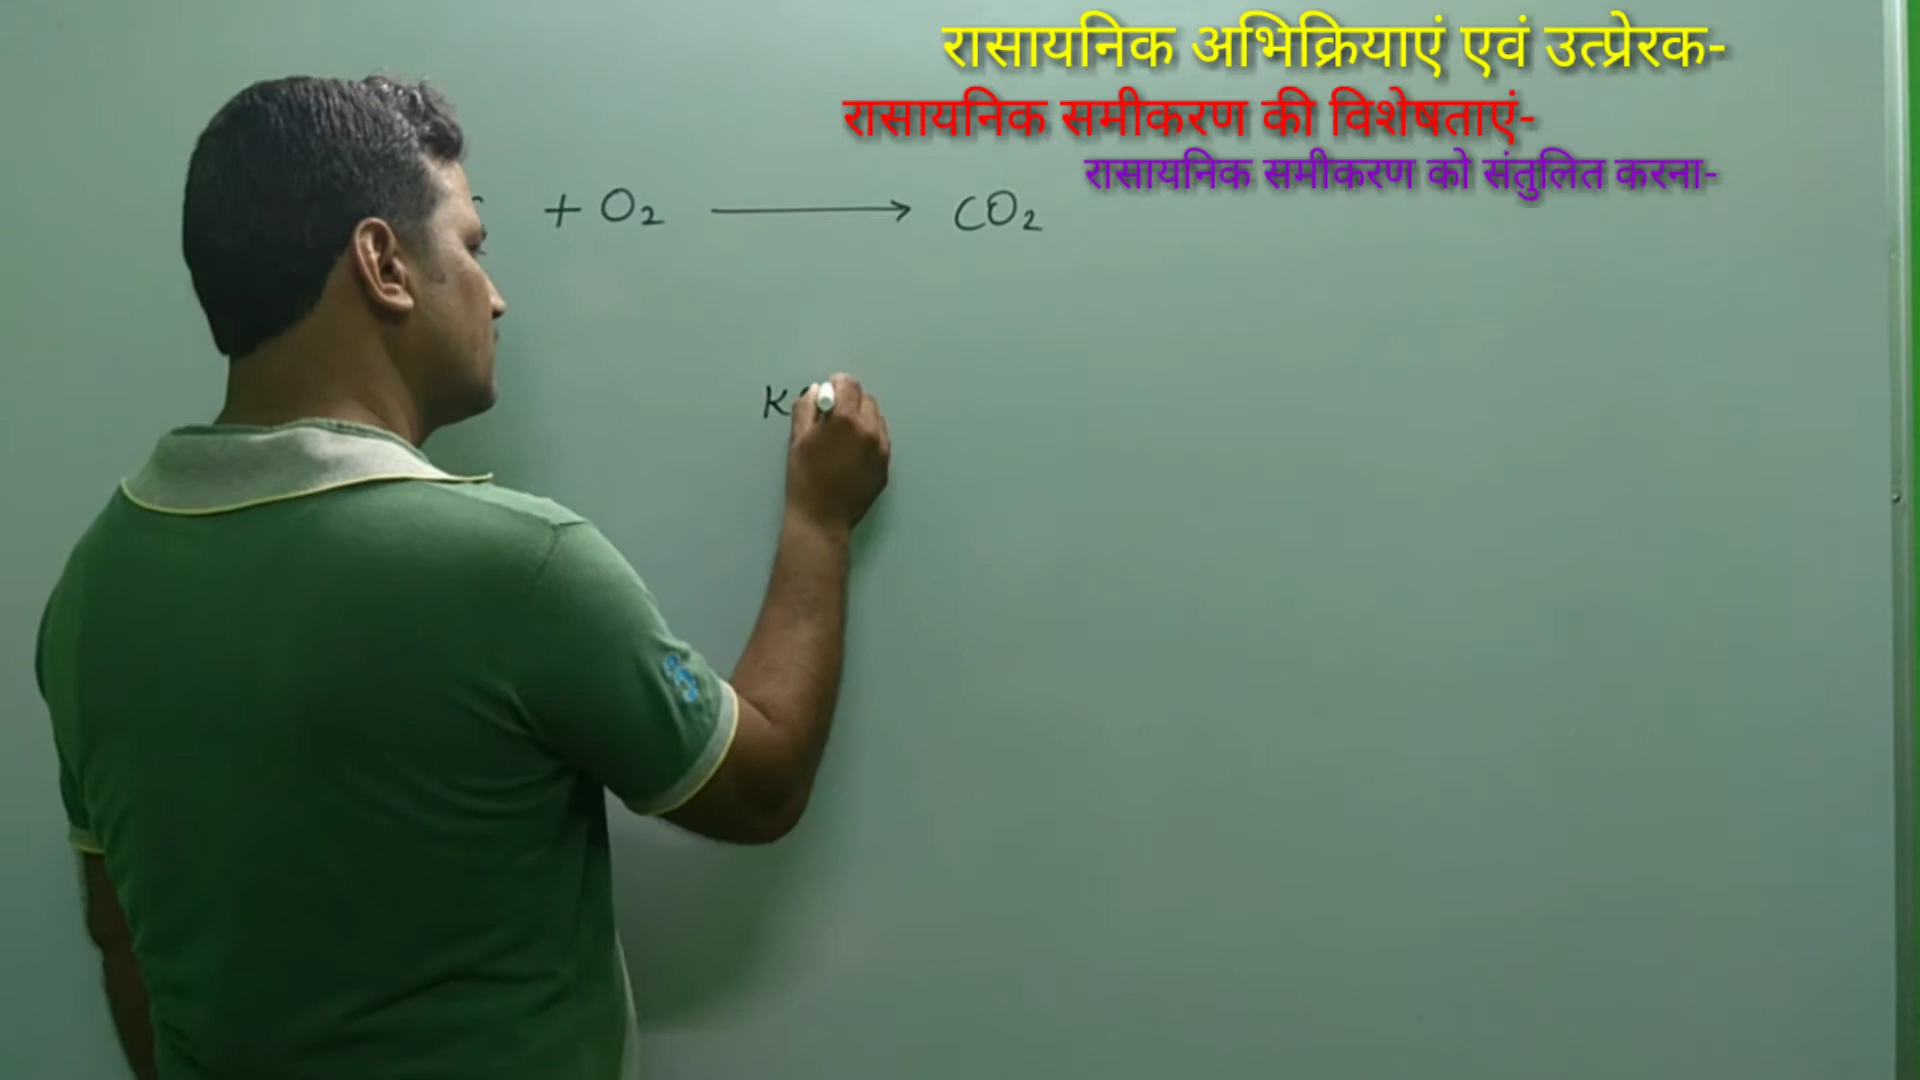 रासायनिक अभिक्रियाएं एवं उत्प्रेरक-
रासायनिक समीकरण की विशेषताएं-
रासायनिक समीकरण को संतुलित करना-
+ O₂ ⟶ CO₂
K